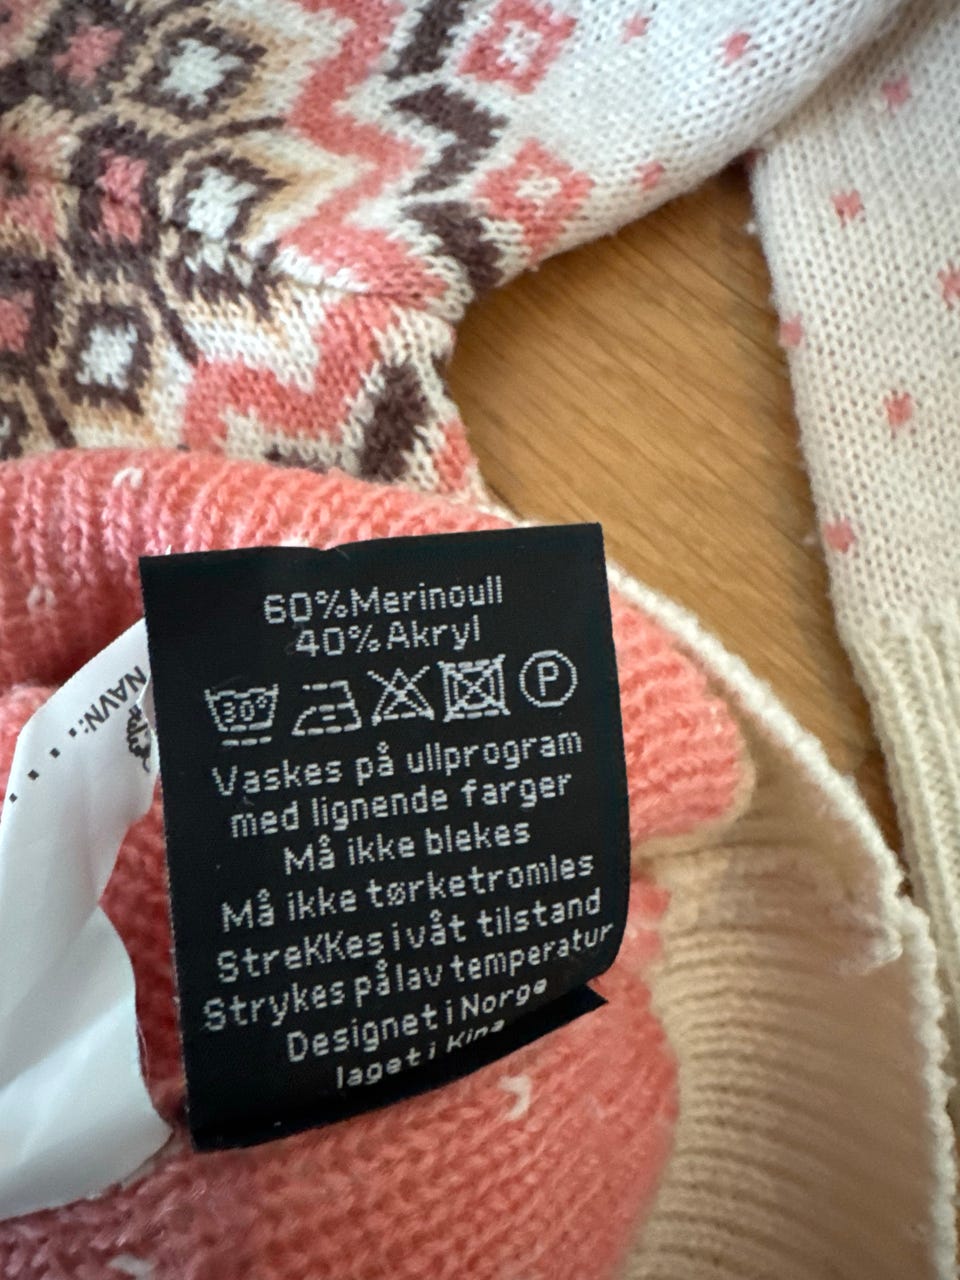 60%Merinoull
40%Akryl
30° P
Vaskes på ullprogram
med lignende farger
Må ikke blekes
Må ikke tørketromles
StreKKes i våt tilstand
Strykes på lav temperatur
Designet i Norge
laget i Kina
NAVN: